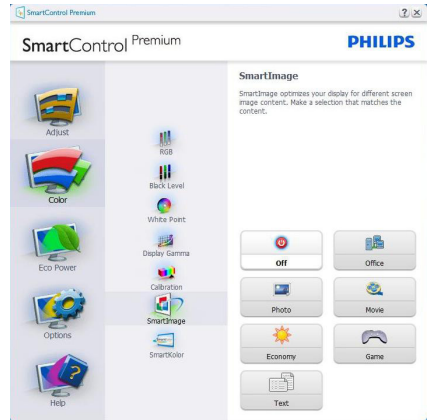 SmartControl Premium
SmartControl Premium
PHILIPS
Adjust
Color
Eco Power
Options
Help
RGB
Black Level
White Point
Display Gamma
Calibration
SmartImage
SmartKolor
SmartImage
SmartImage optimizes your display for different screen
image content. Make a selection that matches the
content.
Off
Office
Photo
Movie
Economy
Game
Text